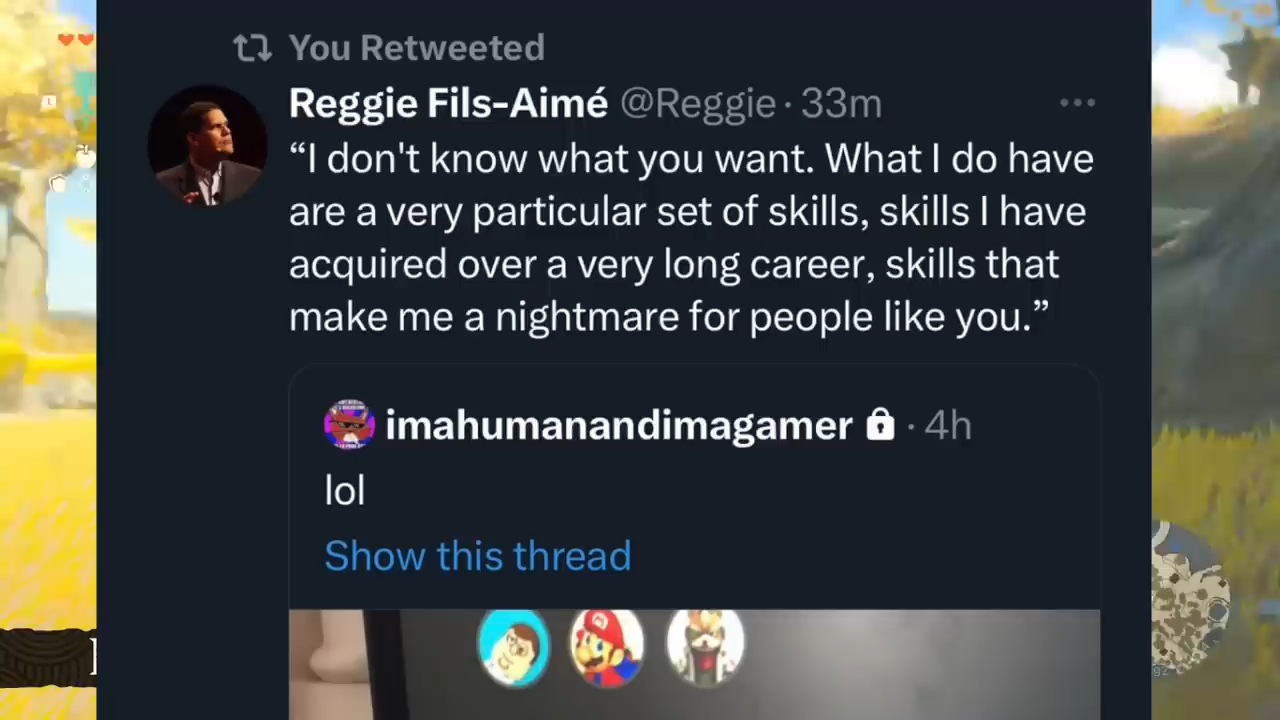 You Retweeted
Reggie Fils-Aimé @Reggie · 33m
“I don't know what you want. What I do have
are a very particular set of skills, skills I have
acquired over a very long career, skills that
make me a nightmare for people like you.”
imahumanandimagamer · 4h
lol
Show this thread